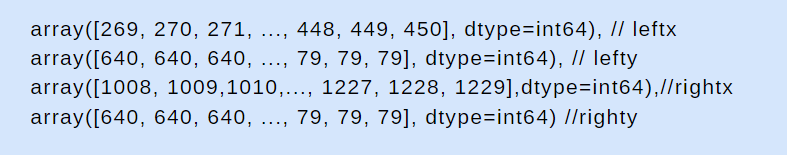 array([269, 270, 271, ..., 448, 449, 450], dtype=int64), // leftx
array([640, 640, 640, ..., 79, 79, 79], dtype=int64), // lefty
array([1008, 1009,1010,..., 1227, 1228, 1229],dtype=int64),//rightx
array([640, 640, 640, ..., 79, 79, 79], dtype=int64) //righty